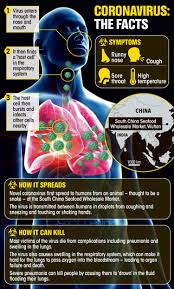 CORONAVIRUS:
THE FACTS
1 Virus enters
through the
nose and
mouth
2 It then finds
a 'host cell'
in the
respiratory
system
3 The host
cell then
bursts and
infects other
cells nearby
SYMPTOMS
Runny
nose
Cough
Sore
throat
High
temperature
CHINA
South China Seafood
Wholesale Market, Wuhan
INDIA
HOW IT SPREADS
Novel coronavirus first spread to humans from an animal – thought to be a
snake – at the South China Seafood Wholesale Market.
The virus is transmitted between humans in droplets from coughing and
sneezing and touching or shaking hands.
HOW IT CAN KILL
Most victims of the virus die from complications including pneumonia and
swelling in the lungs.
The virus also causes swelling in the respiratory system, which can make it
hard for the lungs to pass oxygen into the bloodstream – leading to organ
failure and death.
Severe pneumonia can kill people by causing them to 'drown' in the fluid
flooding their lungs.